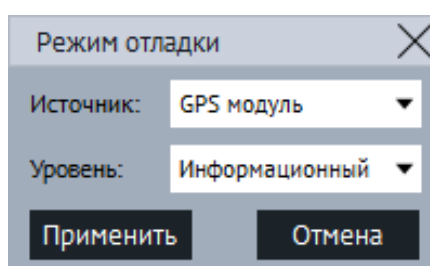 Режим отладки
Источник: GPS модуль
Уровень: Информационный
Применить Отмена